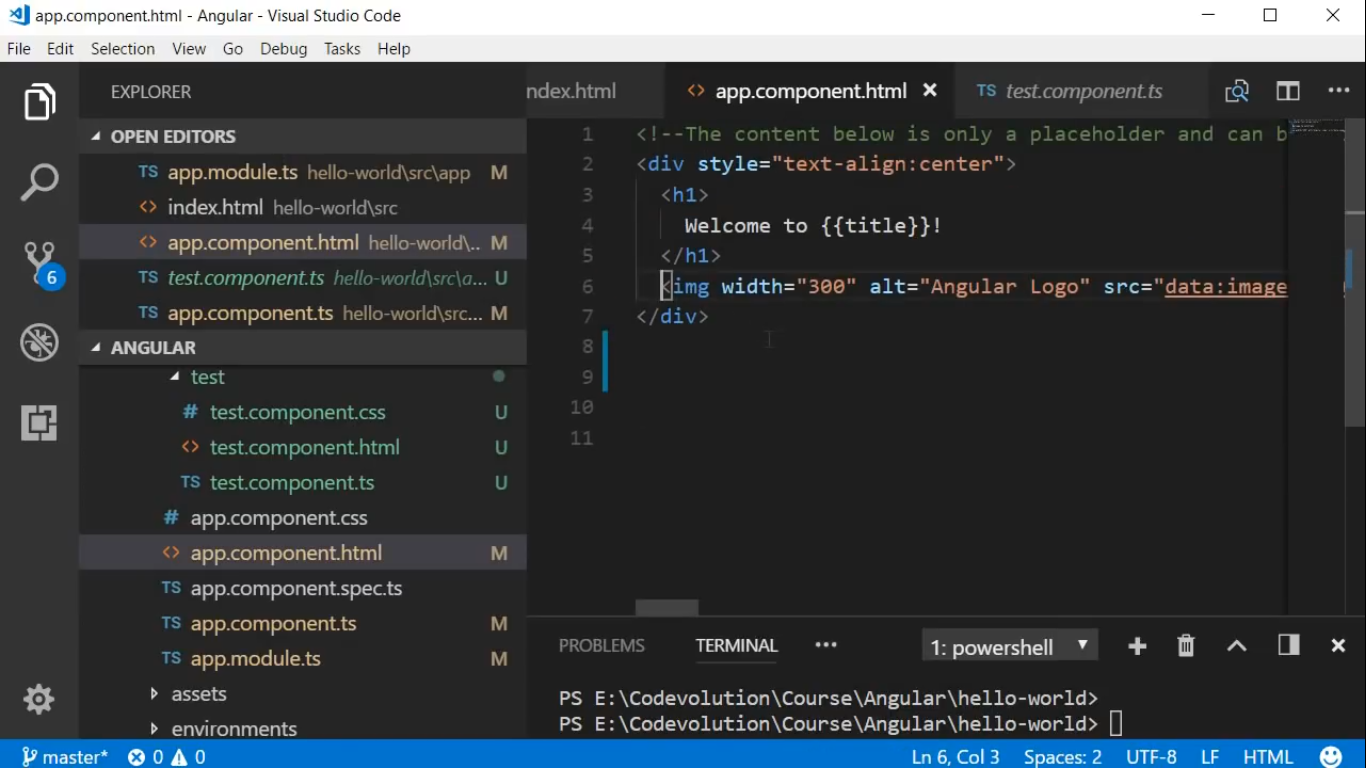 app.component.html - Angular - Visual Studio Code
File Edit Selection View Go Debug Tasks Help
EXPLORER
OPEN EDITORS
TS app.module.ts hello-world\src\app M
<> index.html hello-world\src
<> app.component.html hello-world\.. M
TS test.component.ts hello-world\src\a... U
TS app.component.ts hello-world\src... M
ANGULAR
test
# test.component.css U
<> test.component.html U
TS test.component.ts U
# app.component.css
<> app.component.html M
TS app.component.spec.ts
TS app.component.ts M
TS app.module.ts M
assets
environments
6
ndex.html <> app.component.html TS test.component.ts
1 <!--The content below is only a placeholder and can b
2 <div style="text-align:center">
3 <h1>
4 Welcome to {{title}}!
5 </h1>
6 <img width="300" alt="Angular Logo" src="data:image
7 </div>
8
9
10
11
PROBLEMS TERMINAL ... 1: powershell
PS E:\Codevolution\Course\Angular\hello-world>
PS E:\Codevolution\Course\Angular\hello-world>
master* 0 0 Ln 6, Col 3 Spaces: 2 UTF-8 LF HTML